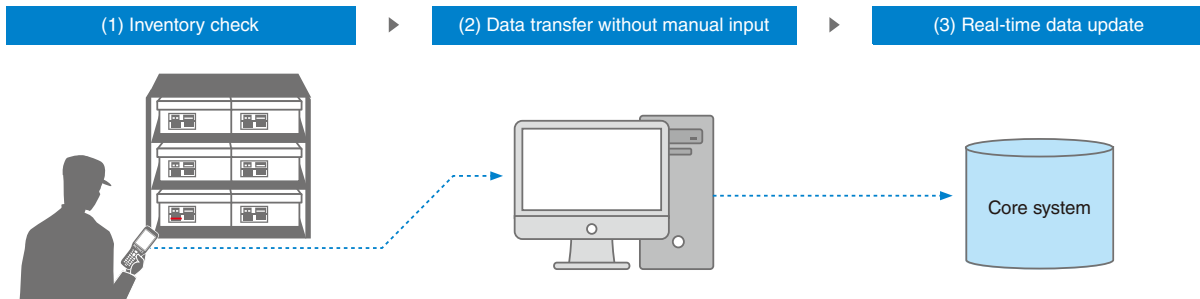 (1) Inventory check
(2) Data transfer without manual input
(3) Real-time data update
Core system